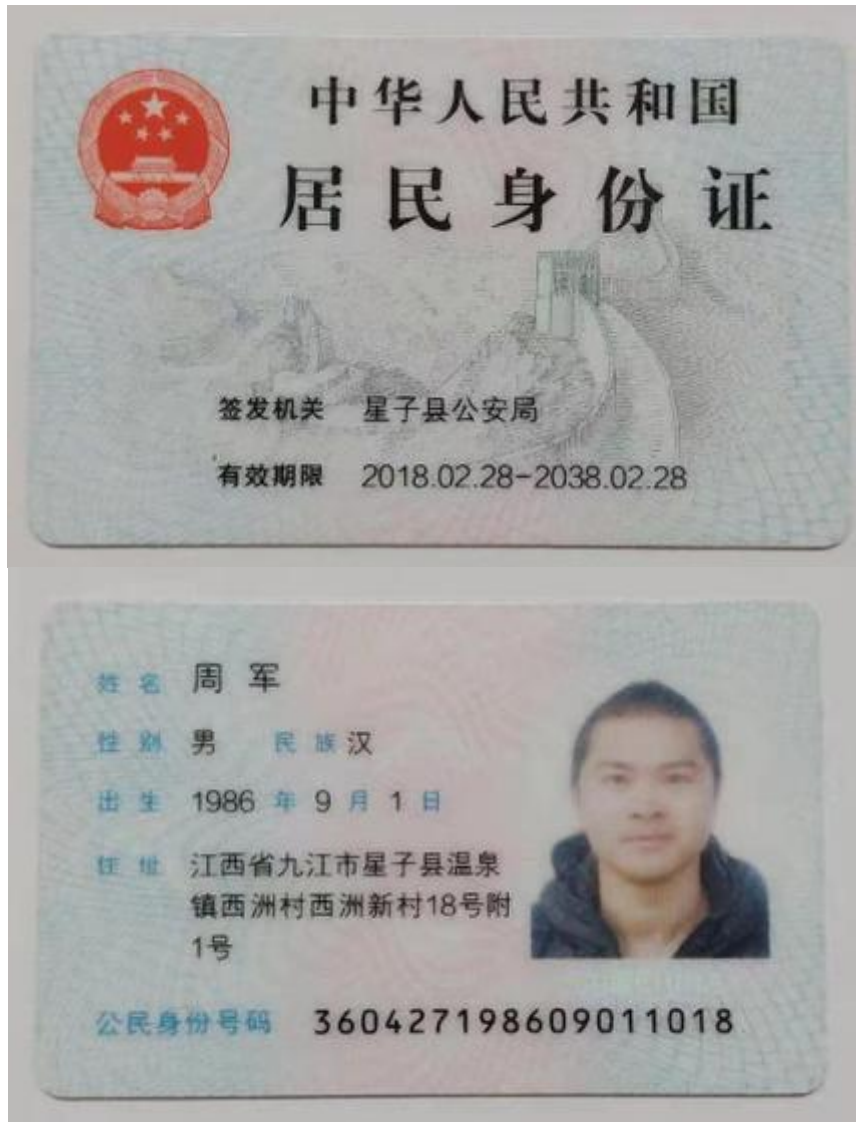 中华人民共和国
居民身份证
签发机关 星子县公安局
有效期限 2018.02.28-2038.02.28
姓名 周军
性别 男 民族 汉
出生 1986 年 9 月 1 日
住址 江西省九江市星子县温泉
镇西洲村西洲新村18号附
1号
公民身份号码 360427198609011018